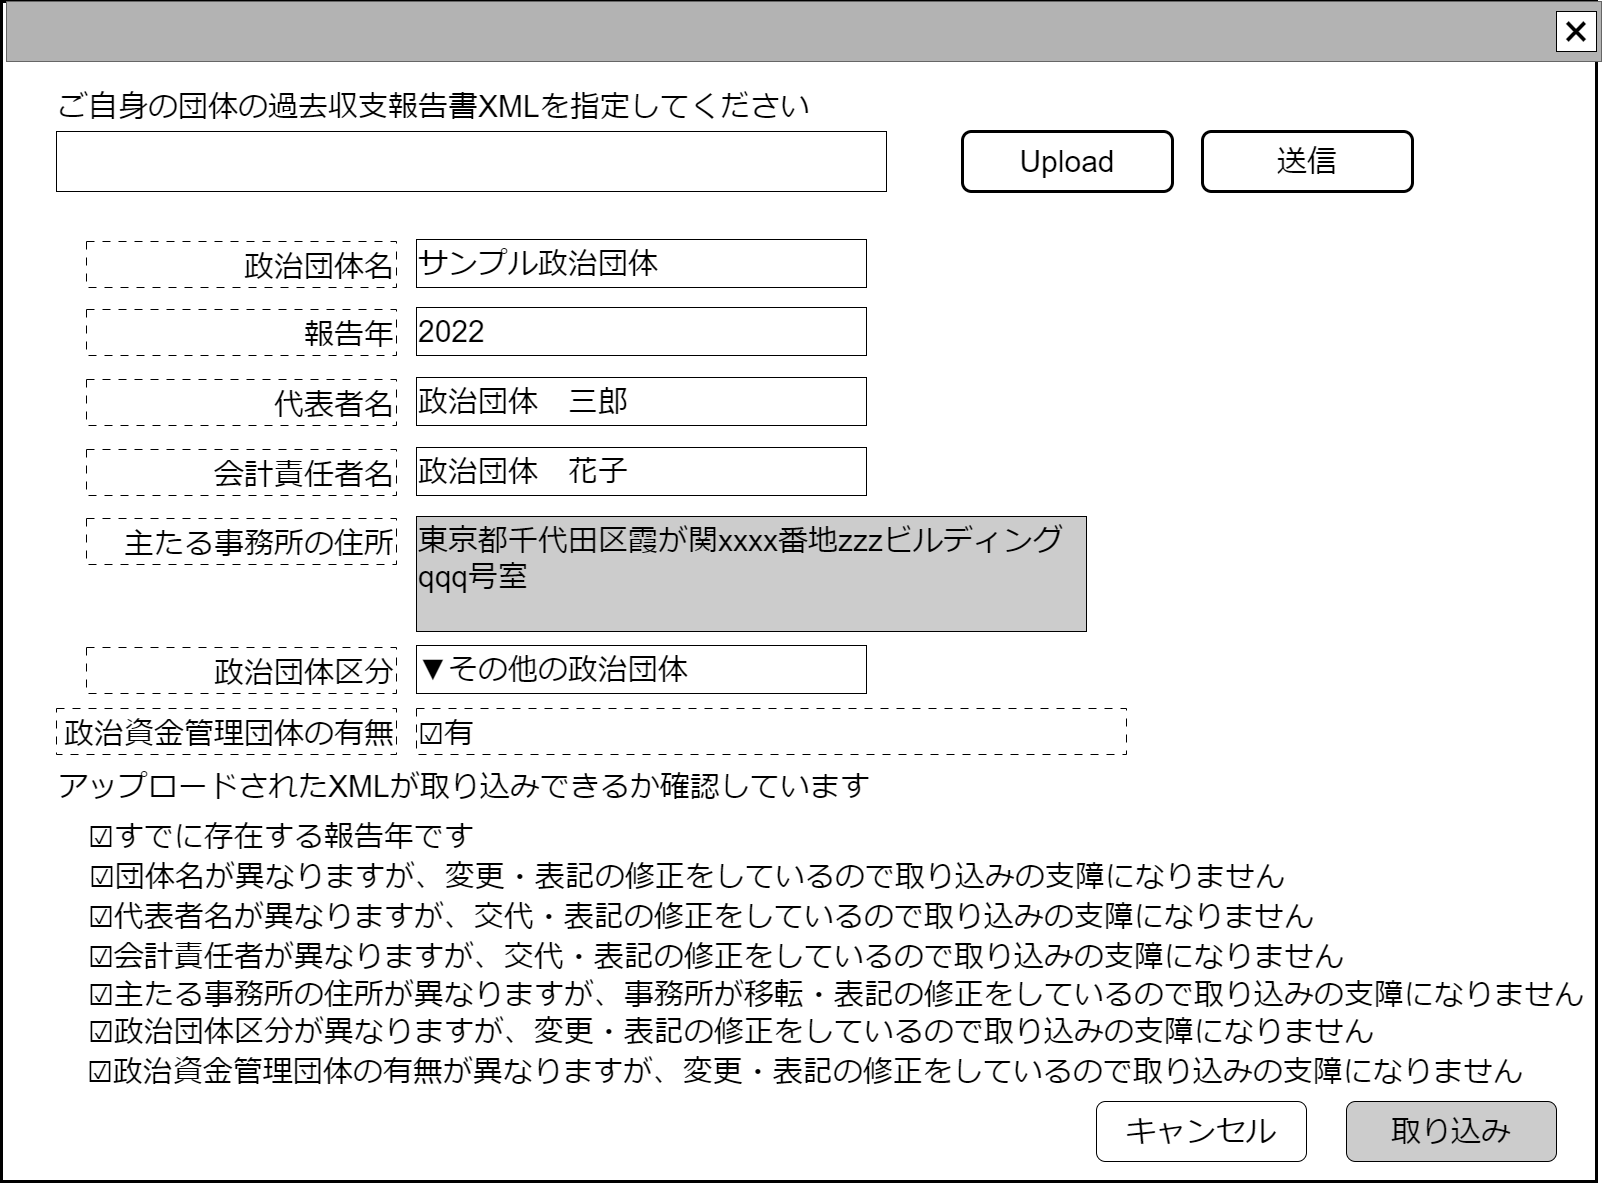 ご自身の団体の過去収支報告書XMLを指定してください
Upload
送信
政治団体名
サンプル政治団体
報告年
2022
代表者名
政治団体　三郎
会計責任者名
政治団体　花子
主たる事務所の住所
東京都千代田区霞が関xxxx番地zzzビルディング
qqq号室
政治団体区分
▼その他の政治団体
政治資金管理団体の有無
☑有
アップロードされたXMLが取り込みできるか確認しています
☑すでに存在する報告年です
☑団体名が異なりますが、変更・表記の修正をしているので取り込みの支障になりません
☑代表者名が異なりますが、交代・表記の修正をしているので取り込みの支障になりません
☑会計責任者が異なりますが、交代・表記の修正をしているので取り込みの支障になりません
☑主たる事務所の住所が異なりますが、事務所が移転・表記の修正をしているので取り込みの支障になりません
☑政治団体区分が異なりますが、変更・表記の修正をしているので取り込みの支障になりません
☑政治資金管理団体の有無が異なりますが、変更・表記の修正をしているので取り込みの支障になりません
キャンセル
取り込み